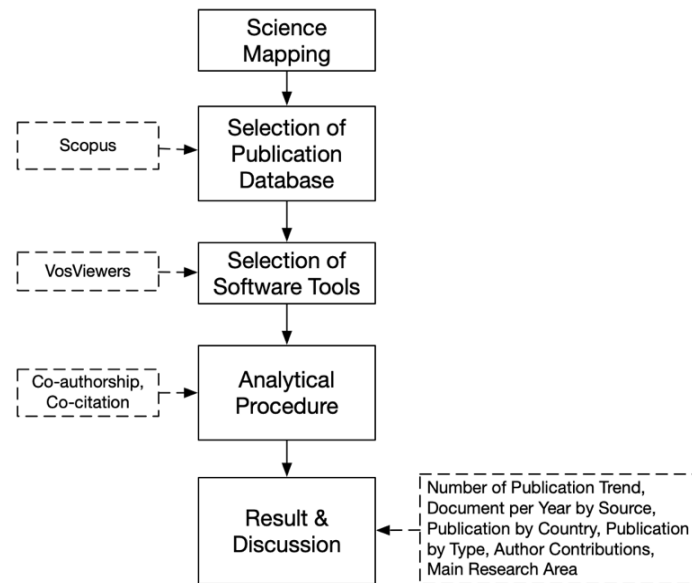 Science
Mapping
Scopus
Selection of
Publication
Database
VosViewers
Selection of
Software Tools
Co-authorship,
Co-citation
Analytical
Procedure
Result &
Discussion
Number of Publication Trend,
Document per Year by Source,
Publication by Country, Publication
by Type, Author Contributions,
Main Research Area